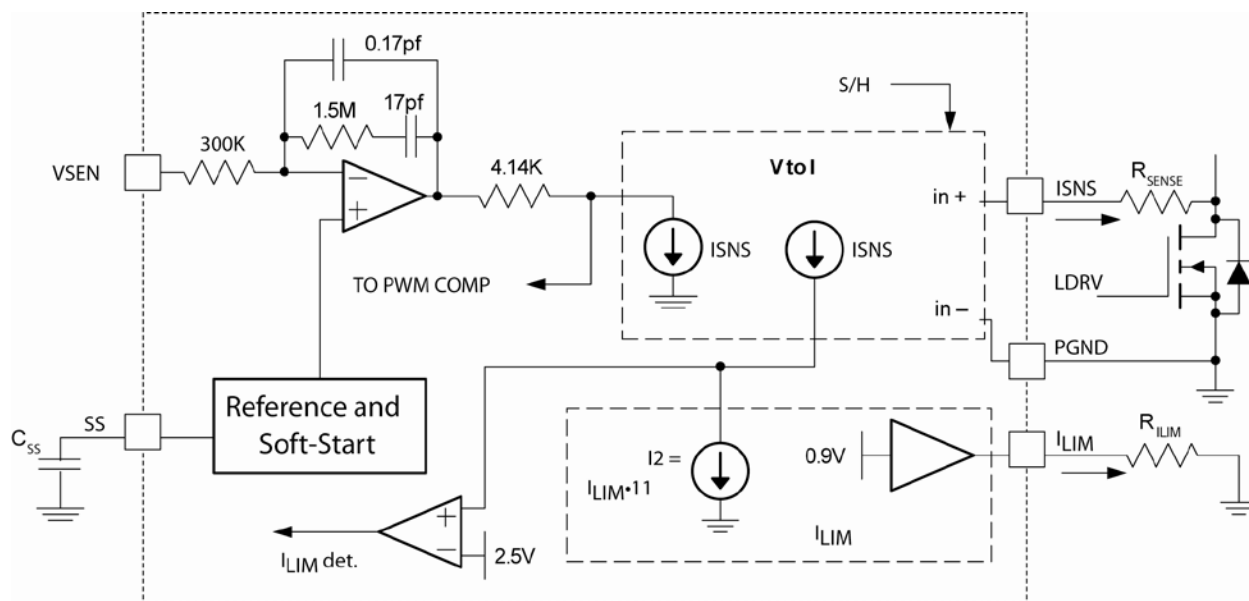 0.17pf
S/H
1.5M
17pf
300K
VSEN
4.14K
Vtol
in +
ISNS
RSENSE
ISNS
ISNS
TO PWM COMP
LDRV
in –
PGND
Reference and
Soft-Start
SS
CSS
ILIM
RILIM
I2 =
0.9V
ILIM•11
ILIM
2.5V
ILIM det.